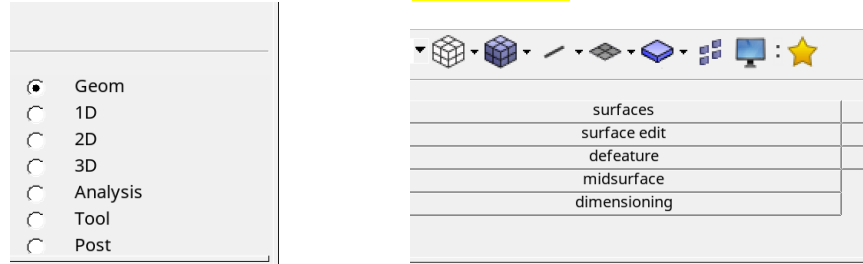 Geom
1D
2D
3D
Analysis
Tool
Post
:
surfaces
surface edit
defeature
midsurface
dimensioning